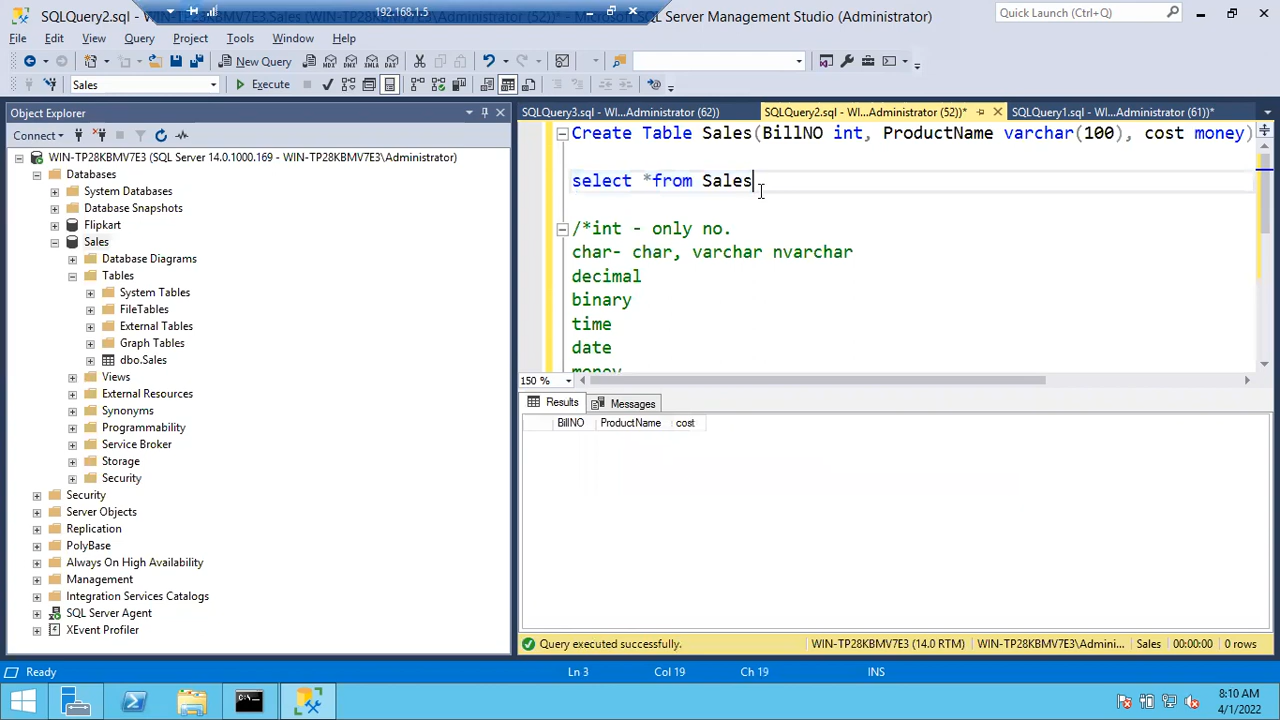 SQLQuery2.sql - WIN-TP28KBMV7E3.Sales (WIN-TP28KBMV7E3\Administrator (52))* - Microsoft SQL Server Management Studio (Administrator)
192.168.1.5
Quick Launch (Ctrl+Q)
File Edit View Query Project Tools Window Help
New Query
MDX DMX XMLA DAX
Sales
Execute
Object Explorer
SQLQuery3.sql - WI...Administrator (62))
SQLQuery2.sql - WI...Administrator (52))*
SQLQuery1.sql - WI...Administrator (61))*
Connect
WIN-TP28KBMV7E3 (SQL Server 14.0.1000.169 - WIN-TP28KBMV7E3\Administrator)
Databases
System Databases
Database Snapshots
Flipkart
Sales
Database Diagrams
Tables
System Tables
FileTables
External Tables
Graph Tables
dbo.Sales
Views
External Resources
Synonyms
Programmability
Service Broker
Storage
Security
Security
Server Objects
Replication
PolyBase
Always On High Availability
Management
Integration Services Catalogs
SQL Server Agent
XEvent Profiler
Create Table Sales(BillNO int, ProductName varchar(100), cost money)
select *from Sales
/*int - only no.
char- char, varchar nvarchar
decimal
binary
time
date
money
150 %
Results Messages
BillNO ProductName cost
Query executed successfully.
WIN-TP28KBMV7E3 (14.0 RTM)
WIN-TP28KBMV7E3\Admini...
Sales
00:00:00
0 rows
Ready
Ln 3
Col 19
Ch 19
INS
8:10 AM
4/1/2022